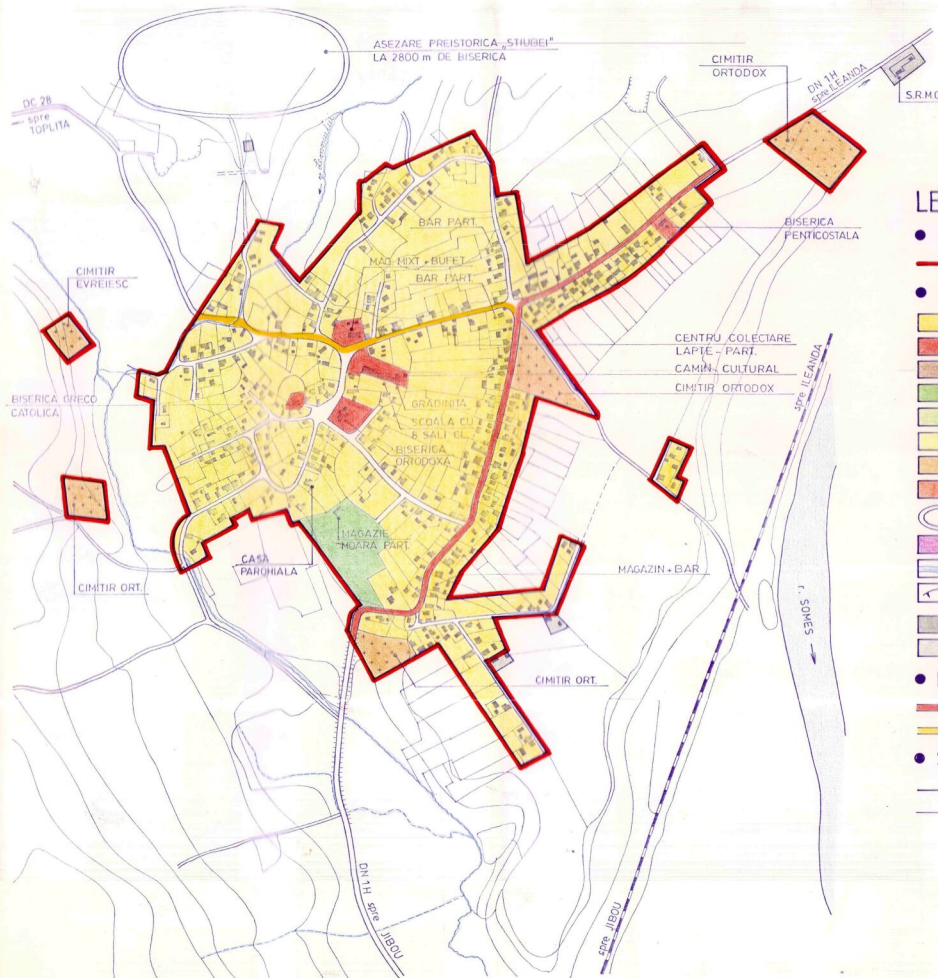 ASEZARE PREISTORICA „STIUBEI"
LA 2800 m DE BISERICA
CIMITIR
ORTODOX
DN 1H
spre ILEANDA
S.R.M.
DC 28
spre
TOPLITA
LE
BAR PART.
BISERICA
PENTICOSTALA
MAG. MIXT + BUFET
BAR PART.
CIMITIR
EVREIESC
CENTRU COLECTARE
LAPTE - PART.
CAMIN CULTURAL
CIMITIR ORTODOX
spre ILEANDA
BISERICA GRECO
CATOLICA
GRADINITA
SCOALA CU
8 SALI CL.
BISERICA
ORTODOXA
MAGAZIE
MOARA PART.
CASA
PAROHIALA
CIMITIR ORT.
MAGAZIN + BAR
r. SOMES
CIMITIR ORT.
DN 1H spre JIBOU
spre JIBOU